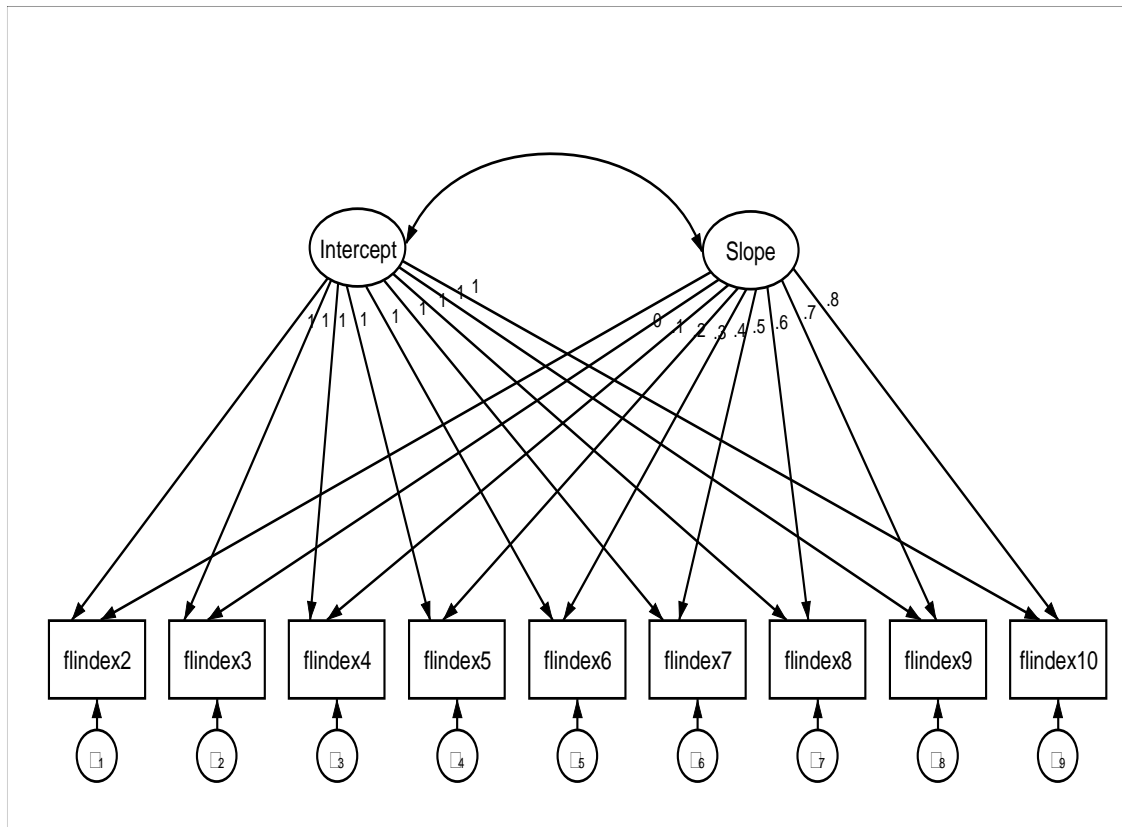 Intercept Slope
1 1 1 1 1 1 1 1 1
0 .1 .2 .3 .4 .5 .6 .7 .8
flindex2 flindex3 flindex4 flindex5 flindex6 flindex7 flindex8 flindex9 flindex10
□1 □2 □3 □4 □5 □6 □7 □8 □9